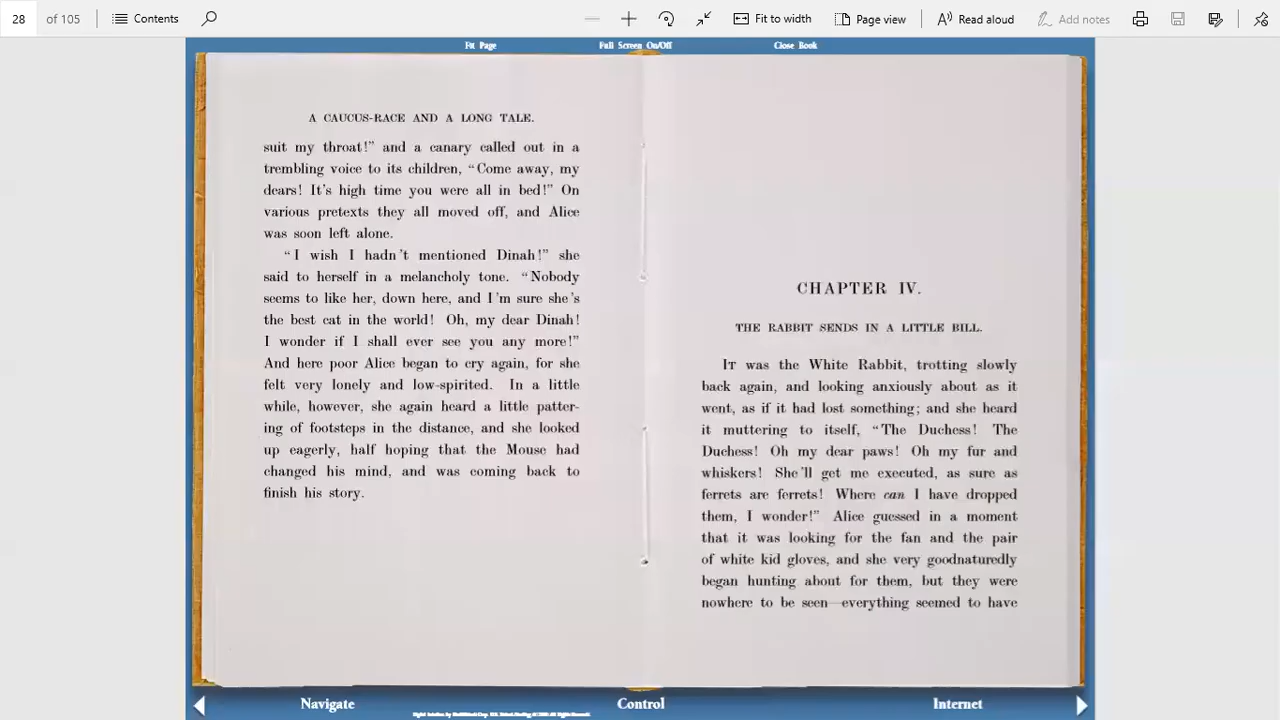 28 of 105 Contents Fit to width Page view Read aloud Add notes
Fit Page Full Screen On/Off Close Book
A CAUCUS-RACE AND A LONG TALE.
suit my throat!” and a canary called out in a
trembling voice to its children, “Come away, my
dears! It’s high time you were all in bed!” On
various pretexts they all moved off, and Alice
was soon left alone.
“I wish I hadn’t mentioned Dinah!” she
said to herself in a melancholy tone. “Nobody
seems to like her, down here, and I’m sure she’s
the best cat in the world! Oh, my dear Dinah!
I wonder if I shall ever see you any more!”
And here poor Alice began to cry again, for she
felt very lonely and low-spirited. In a little
while, however, she again heard a little patter-
ing of footsteps in the distance, and she looked
up eagerly, half hoping that the Mouse had
changed his mind, and was coming back to
finish his story.
CHAPTER IV.
THE RABBIT SENDS IN A LITTLE BILL.
IT was the White Rabbit, trotting slowly
back again, and looking anxiously about as it
went, as if it had lost something; and she heard
it muttering to itself, “The Duchess! The
Duchess! Oh my dear paws! Oh my fur and
whiskers! She’ll get me executed, as sure as
ferrets are ferrets! Where can I have dropped
them, I wonder!” Alice guessed in a moment
that it was looking for the fan and the pair
of white kid gloves, and she very goodnaturedly
began hunting about for them, but they were
nowhere to be seen—everything seemed to have
Navigate Control Internet